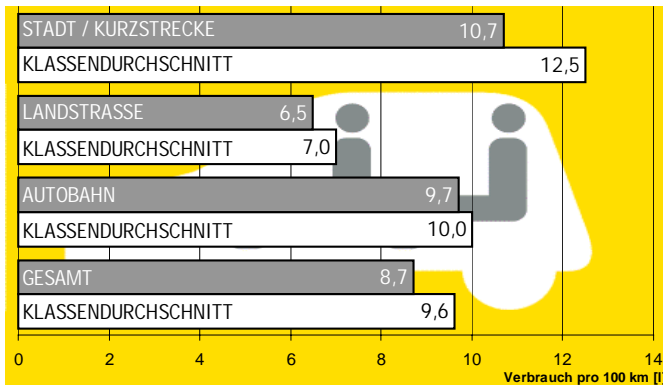 STADT / KURZSTRECKE 10,7
KLASSENDURCHSCHNITT 12,5
LANDSTRASSE 6,5
KLASSENDURCHSCHNITT 7,0
AUTOBAHN 9,7
KLASSENDURCHSCHNITT 10,0
GESAMT 8,7
KLASSENDURCHSCHNITT 9,6
0 2 4 6 8 10 12 14
Verbrauch pro 100 km [l